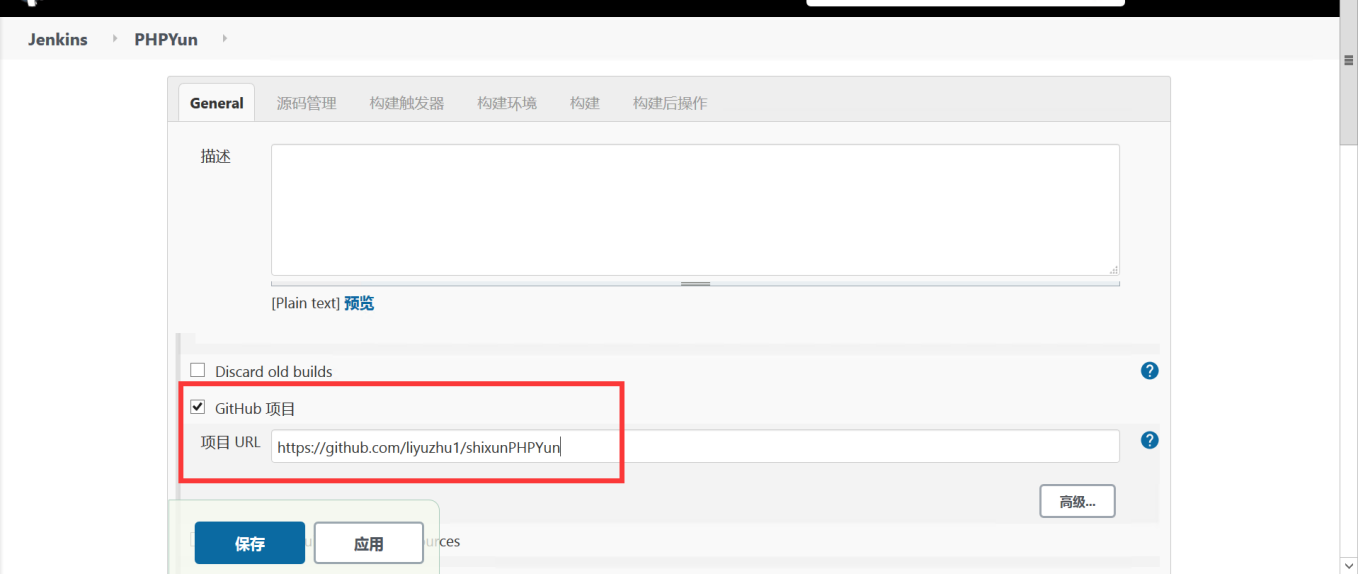 Jenkins PHPYun
General 源码管理 构建触发器 构建环境 构建 构建后操作
描述
[Plain text] 预览
Discard old builds
GitHub 项目
项目 URL https://github.com/liyuzhu1/shixunPHPYun
高级...
保存 应用